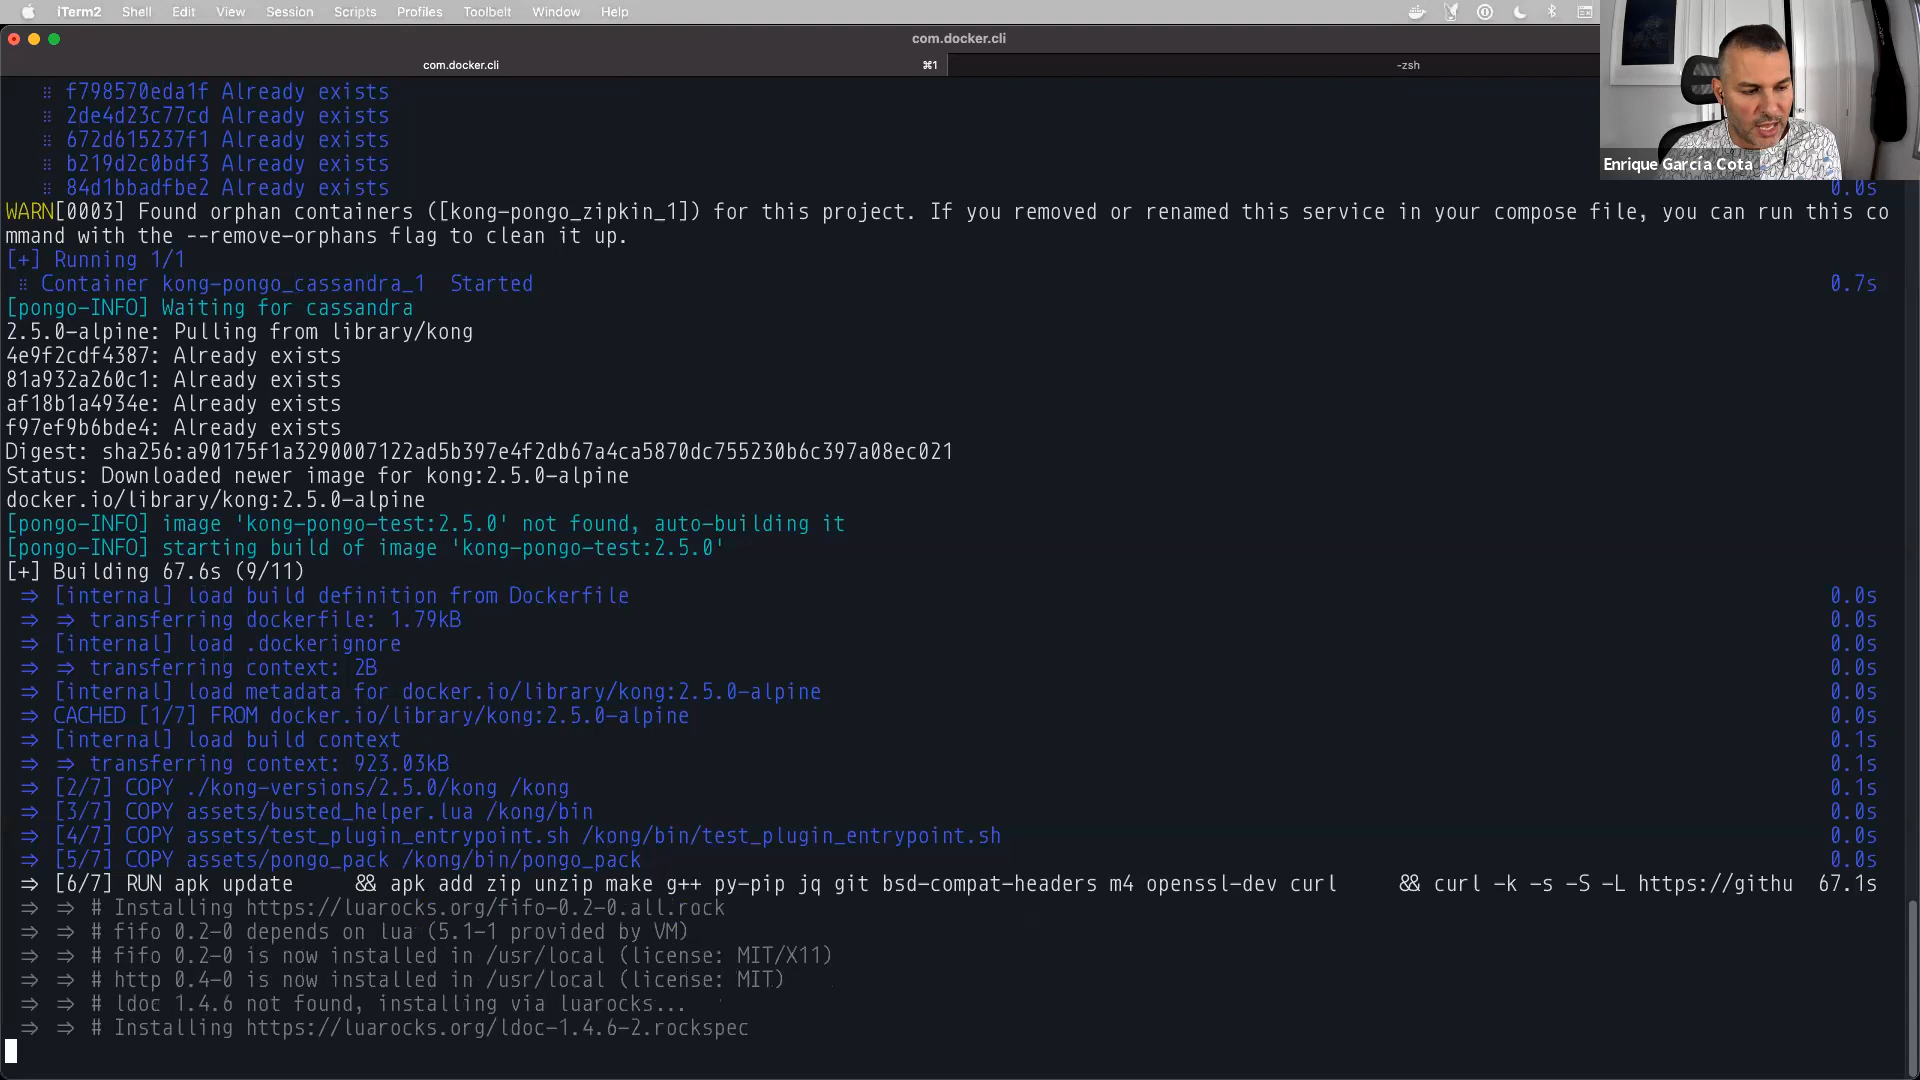 iTerm2 Shell Edit View Session Scripts Profiles Toolbelt Window Help
com.docker.cli
com.docker.cli ⌘1 -zsh
f798570eda1f Already exists
2de4d23c77cd Already exists
672d615237f1 Already exists
b219d2c0bdf3 Already exists
Enrique García Cota
84d1bbadfbe2 Already exists 0.0s
WARN[0003] Found orphan containers ([kong-pongo_zipkin_1]) for this project. If you removed or renamed this service in your compose file, you can run this co
mmand with the --remove-orphans flag to clean it up.
[+] Running 1/1
⠿ Container kong-pongo_cassandra_1 Started 0.7s
[pongo-INFO] Waiting for cassandra
2.5.0-alpine: Pulling from library/kong
4e9f2cdf4387: Already exists
81a932a260c1: Already exists
af18b1a4934e: Already exists
f97ef9b6bde4: Already exists
Digest: sha256:a90175f1a3290007122ad5b397e4f2db67a4ca5870dc755230b6c397a08ec021
Status: Downloaded newer image for kong:2.5.0-alpine
docker.io/library/kong:2.5.0-alpine
[pongo-INFO] image 'kong-pongo-test:2.5.0' not found, auto-building it
[pongo-INFO] starting build of image 'kong-pongo-test:2.5.0'
[+] Building 67.6s (9/11)
=> [internal] load build definition from Dockerfile 0.0s
=> => transferring dockerfile: 1.79kB 0.0s
=> [internal] load .dockerignore 0.0s
=> => transferring context: 2B 0.0s
=> [internal] load metadata for docker.io/library/kong:2.5.0-alpine 0.0s
=> CACHED [1/7] FROM docker.io/library/kong:2.5.0-alpine 0.0s
=> [internal] load build context 0.1s
=> => transferring context: 923.03kB 0.1s
=> [2/7] COPY ./kong-versions/2.5.0/kong /kong 0.1s
=> [3/7] COPY assets/busted_helper.lua /kong/bin 0.0s
=> [4/7] COPY assets/test_plugin_entrypoint.sh /kong/bin/test_plugin_entrypoint.sh 0.0s
=> [5/7] COPY assets/pongo_pack /kong/bin/pongo_pack 0.0s
=> [6/7] RUN apk update && apk add zip unzip make g++ py-pip jq git bsd-compat-headers m4 openssl-dev curl && curl -k -s -S -L https://githu 67.1s
=> => # Installing https://luarocks.org/fifo-0.2-0.all.rock
=> => # fifo 0.2-0 depends on lua (5.1-1 provided by VM)
=> => # fifo 0.2-0 is now installed in /usr/local (license: MIT/X11)
=> => # http 0.4-0 is now installed in /usr/local (license: MIT)
=> => # ldoc 1.4.6 not found, installing via luarocks...
=> => # Installing https://luarocks.org/ldoc-1.4.6-2.rockspec